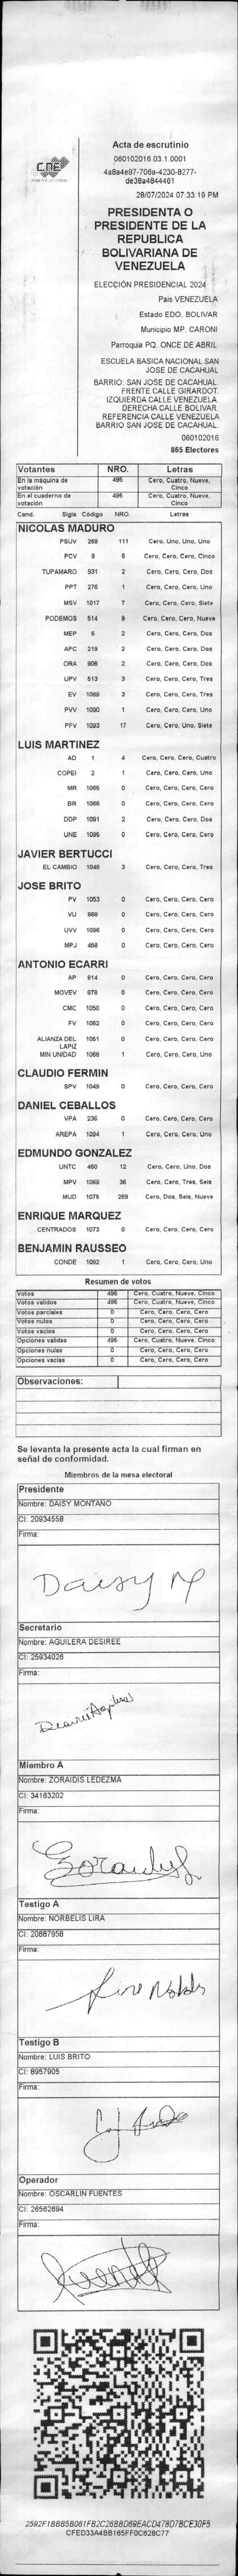 CNE
Acta de escrutinio
060102016.03.1.0001
4a8a4e97-706a-4230-8277-
de38a4844461
28/07/2024 07:33:19 PM
PRESIDENTA O
PRESIDENTE DE LA
REPUBLICA
BOLIVARIANA DE
VENEZUELA
ELECCIÓN PRESIDENCIAL 2024
Pais VENEZUELA
Estado EDO. BOLIVAR
Municipio MP. CARONI
Parroquia PQ. ONCE DE ABRIL
ESCUELA BASICA NACIONAL SAN
JOSE DE CACAHUAL
BARRIO: SAN JOSE DE CACAHUAL.
FRENTE CALLE GIRARDOT.
IZQUIERDA CALLE VENEZUELA.
DERECHA CALLE BOLIVAR.
REFERENCIA CALLE VENEZUELA
BARRIO SAN JOSE DE CACAHUAL.
060102016
865 Electores
Votantes NRO. Letras
En la máquina de votación 495 Cero, Cuatro, Nueve, Cinco
En el cuaderno de votación 495 Cero, Cuatro, Nueve, Cinco
Cand. Sigla Código NRO. Letras
NICOLAS MADURO
PSUV 269 111 Cero, Uno, Uno, Uno
PCV 9 5 Cero, Cero, Cero, Cinco
TUPAMARO 931 2 Cero, Cero, Cero, Dos
PPT 276 1 Cero, Cero, Cero, Uno
MSV 1017 7 Cero, Cero, Cero, Siete
PODEMOS 514 9 Cero, Cero, Cero, Nueve
MEP 6 2 Cero, Cero, Cero, Dos
APC 219 2 Cero, Cero, Cero, Dos
ORA 906 2 Cero, Cero, Cero, Dos
UPV 513 3 Cero, Cero, Cero, Tres
EV 1089 3 Cero, Cero, Cero, Tres
PVV 1090 1 Cero, Cero, Cero, Uno
PFV 1093 17 Cero, Cero, Uno, Siete
LUIS MARTINEZ
AD 1 4 Cero, Cero, Cero, Cuatro
COPEI 2 1 Cero, Cero, Cero, Uno
MR 1065 0 Cero, Cero, Cero, Cero
BR 1066 0 Cero, Cero, Cero, Cero
DDP 1091 2 Cero, Cero, Cero, Dos
UNE 1095 0 Cero, Cero, Cero, Cero
JAVIER BERTUCCI
EL CAMBIO 1048 3 Cero, Cero, Cero, Tres
JOSE BRITO
PV 1053 0 Cero, Cero, Cero, Cero
VU 868 0 Cero, Cero, Cero, Cero
UVV 1096 0 Cero, Cero, Cero, Cero
MPJ 458 0 Cero, Cero, Cero, Cero
ANTONIO ECARRI
AP 614 0 Cero, Cero, Cero, Cero
MOVEV 978 0 Cero, Cero, Cero, Cero
CMC 1050 0 Cero, Cero, Cero, Cero
FV 1062 0 Cero, Cero, Cero, Cero
ALIANZA DEL LAPIZ 1051 0 Cero, Cero, Cero, Cero
MIN UNIDAD 1068 1 Cero, Cero, Cero, Uno
CLAUDIO FERMIN
SPV 1049 0 Cero, Cero, Cero, Cero
DANIEL CEBALLOS
VPA 236 0 Cero, Cero, Cero, Cero
AREPA 1094 1 Cero, Cero, Cero, Uno
EDMUNDO GONZALEZ
UNTC 460 12 Cero, Cero, Uno, Dos
MPV 1069 36 Cero, Cero, Tres, Seis
MUD 1075 269 Cero, Dos, Seis, Nueve
ENRIQUE MARQUEZ
CENTRADOS 1073 0 Cero, Cero, Cero, Cero
BENJAMIN RAUSSEO
CONDE 1092 1 Cero, Cero, Cero, Uno
Resumen de votos
Votos 495 Cero, Cuatro, Nueve, Cinco
Votos validos 495 Cero, Cuatro, Nueve, Cinco
Votos parciales 0 Cero, Cero, Cero, Cero
Votos nulos 0 Cero, Cero, Cero, Cero
Votos vacios 0 Cero, Cero, Cero, Cero
Opciones validas 495 Cero, Cuatro, Nueve, Cinco
Opciones nulas 0 Cero, Cero, Cero, Cero
Opciones vacias 0 Cero, Cero, Cero, Cero
Observaciones:
Se levanta la presente acta la cual firman en
señal de conformidad.
Miembros de la mesa electoral
Presidente
Nombre: DAISY MONTAÑO
CI: 20934558
Firma:
Daisy M
Secretario
Nombre: AGUILERA DESIREE
CI: 25934026
Firma:
Desireé Aguilera
Miembro A
Nombre: ZORAIDIS LEDEZMA
CI: 34163202
Firma:
Testigo A
Nombre: NORBELIS LIRA
CI: 20887958
Firma:
Testigo B
Nombre: LUIS BRITO
CI: 8957905
Firma:
Operador
Nombre: OSCARLIN FUENTES
CI: 26562694
Firma:
2592F1BBB5B061FB2C26BBD69EACD478D7BCE30F5
CFED33A4BB165FF0C628C77